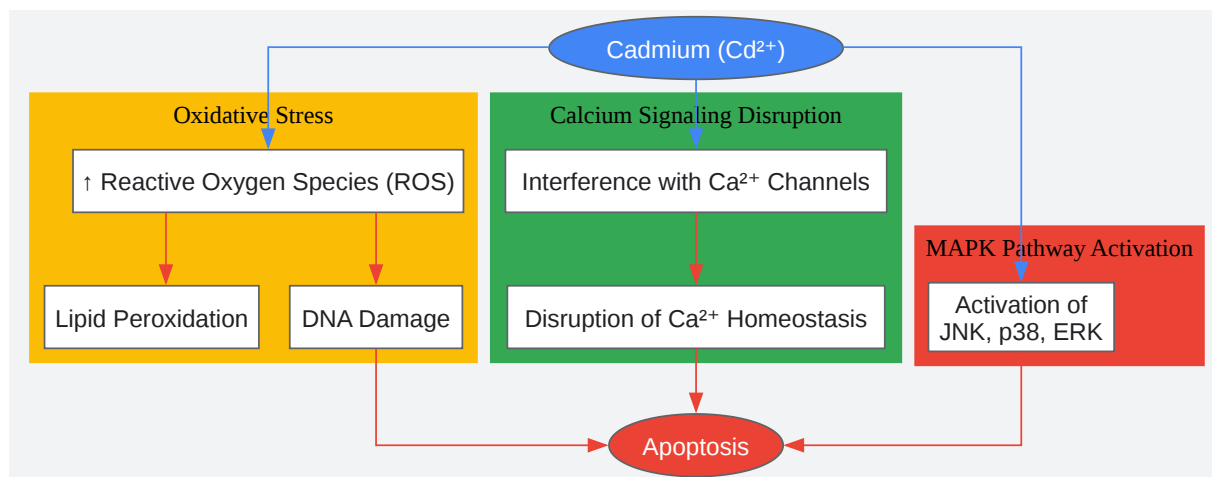 Cadmium (Cd²⁺)
Oxidative Stress
Calcium Signaling Disruption
↑ Reactive Oxygen Species (ROS)
Interference with Ca²⁺ Channels
MAPK Pathway Activation
Lipid Peroxidation
DNA Damage
Disruption of Ca²⁺ Homeostasis
Activation of
JNK, p38, ERK
Apoptosis